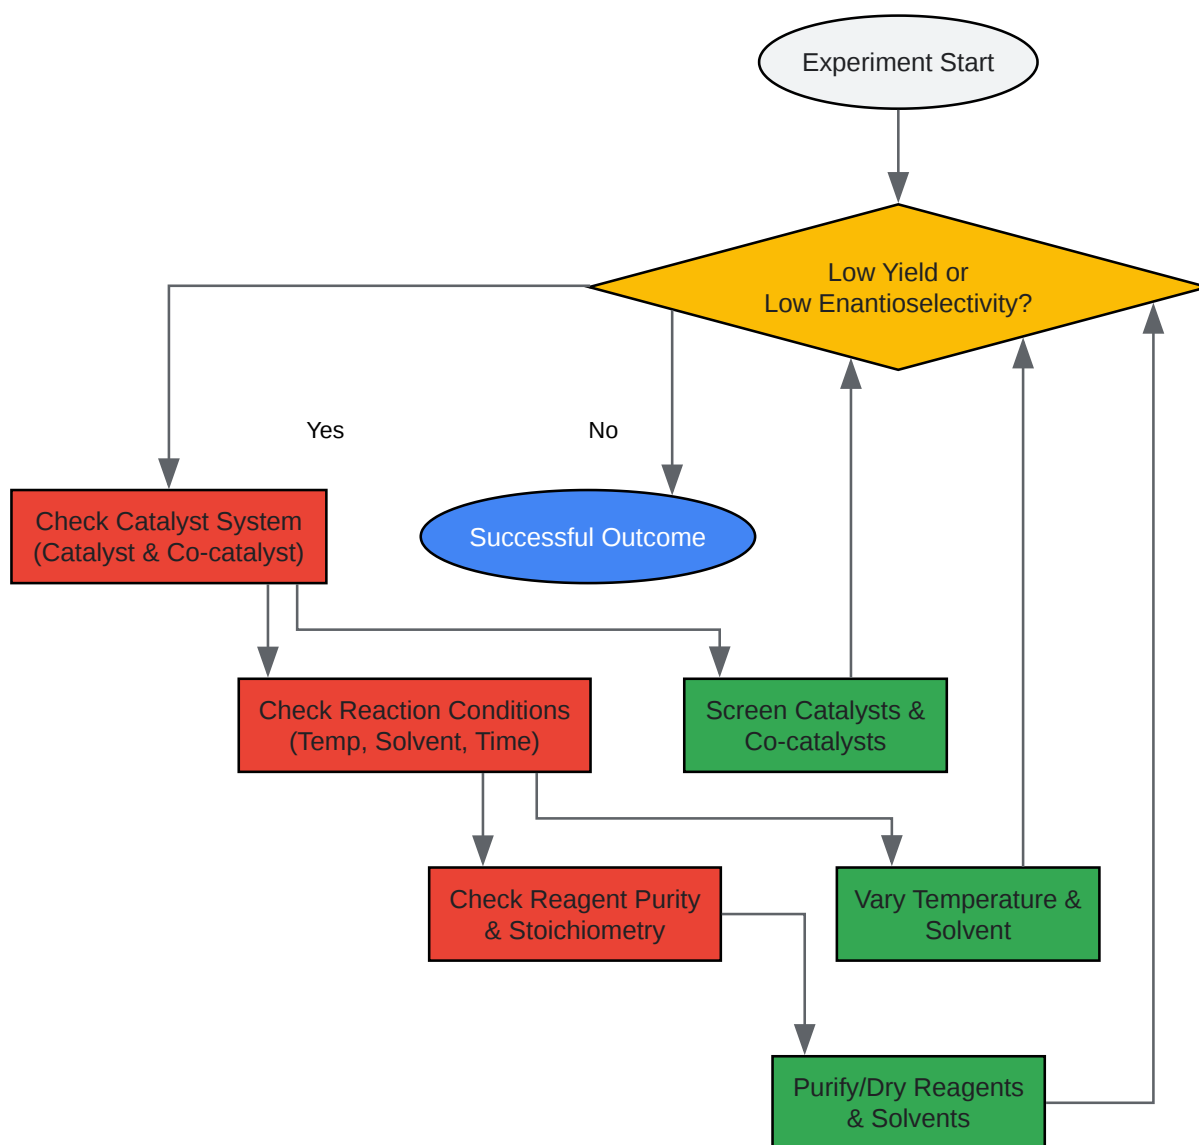 Experiment Start
Low Yield or
Low Enantioselectivity?
Yes
No
Check Catalyst System
(Catalyst & Co-catalyst)
Successful Outcome
Check Reaction Conditions
(Temp, Solvent, Time)
Screen Catalysts &
Co-catalysts
Check Reagent Purity
& Stoichiometry
Vary Temperature &
Solvent
Purify/Dry Reagents
& Solvents